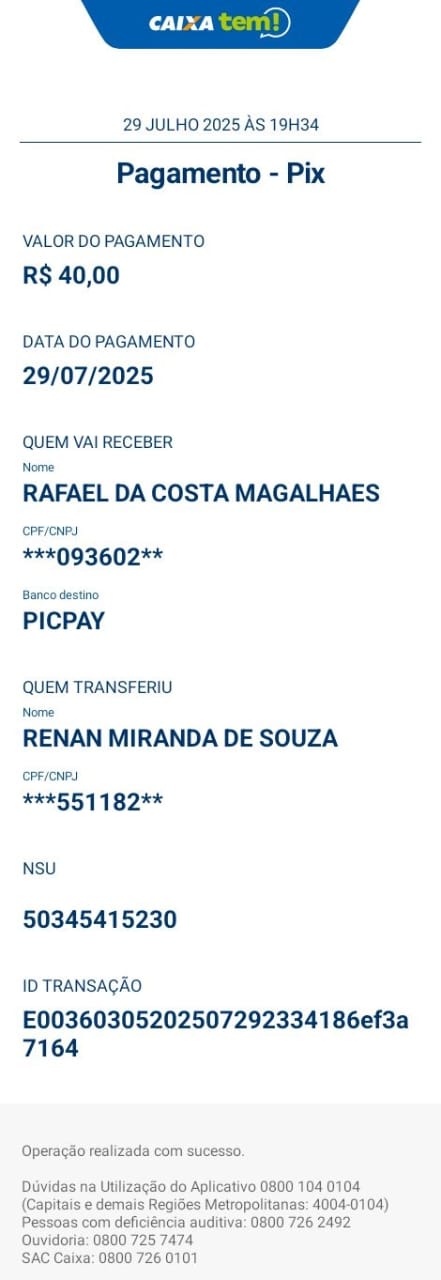 CAIXA tem!
29 JULHO 2025 ÀS 19H34
Pagamento - Pix
VALOR DO PAGAMENTO
R$ 40,00
DATA DO PAGAMENTO
29/07/2025
QUEM VAI RECEBER
Nome
RAFAEL DA COSTA MAGALHAES
CPF/CNPJ
***093602**
Banco destino
PICPAY
QUEM TRANSFERIU
Nome
RENAN MIRANDA DE SOUZA
CPF/CNPJ
***551182**
NSU
50345415230
ID TRANSAÇÃO
E00360305202507292334186ef3a
7164
Operação realizada com sucesso.
Dúvidas na Utilização do Aplicativo 0800 104 0104
(Capitais e demais Regiões Metropolitanas: 4004-0104)
Pessoas com deficiência auditiva: 0800 726 2492
Ouvidoria: 0800 725 7474
SAC Caixa: 0800 726 0101